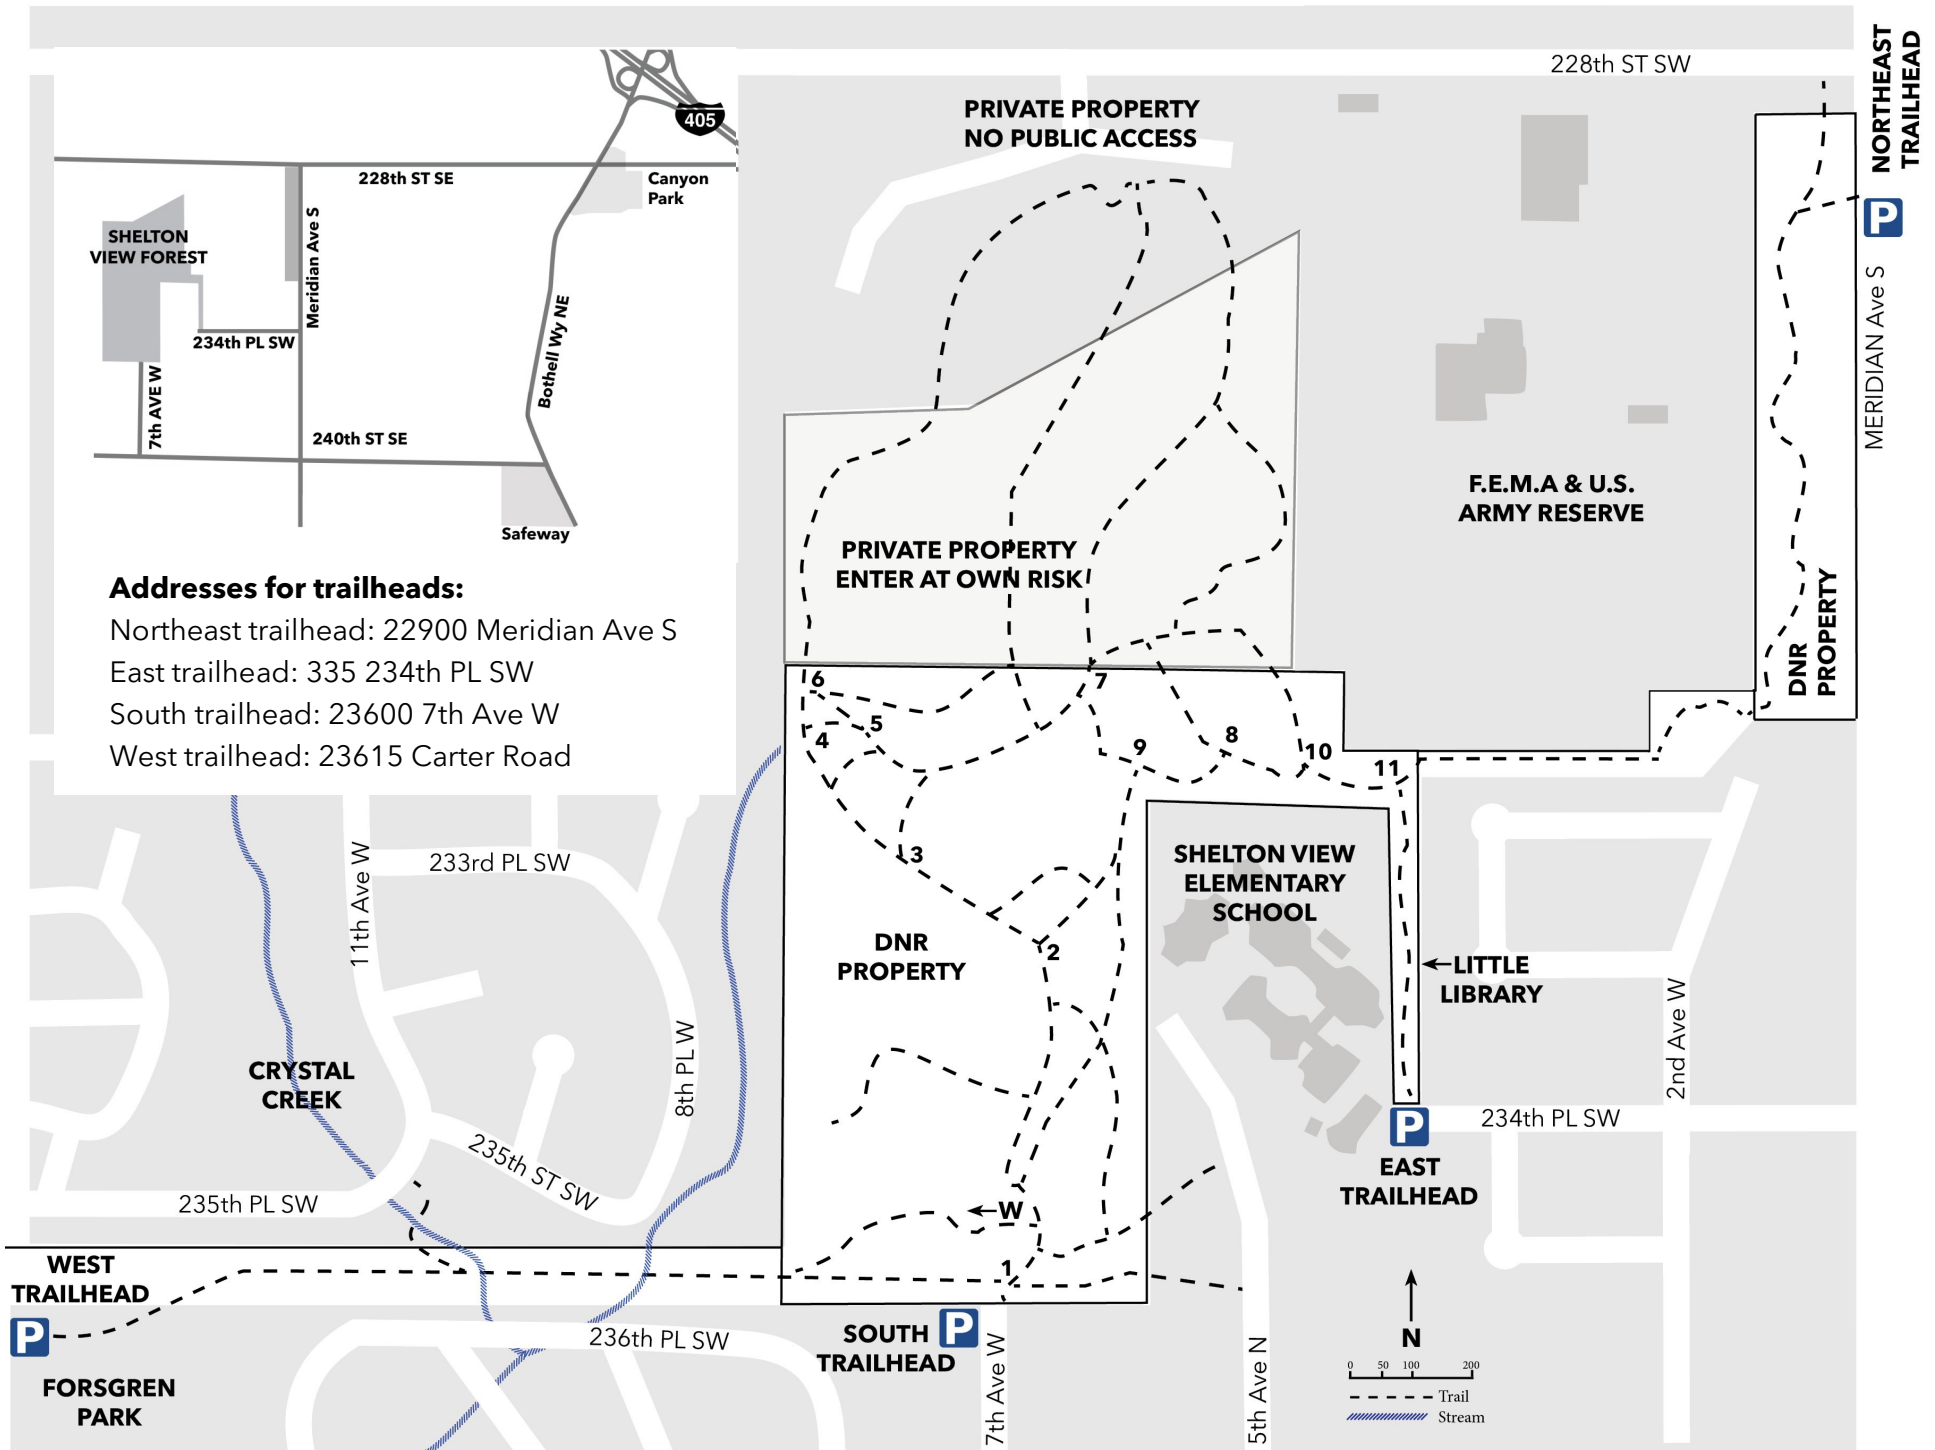 228th ST SW
NORTHEAST
TRAILHEAD
P
MERIDIAN Ave S
405
228th ST SE
Canyon
Park
Meridian Ave S
SHELTON
VIEW FOREST
234th PL SW
Bothell Wy NE
7th AVE W
240th ST SE
Safeway
Addresses for trailheads:
Northeast trailhead: 22900 Meridian Ave S
East trailhead: 335 234th PL SW
South trailhead: 23600 7th Ave W
West trailhead: 23615 Carter Road
PRIVATE PROPERTY
NO PUBLIC ACCESS
F.E.M.A & U.S.
ARMY RESERVE
PRIVATE PROPERTY
ENTER AT OWN RISK
DNR
PROPERTY
6
7
5
4
8
9
10
11
3
2
W
1
SHELTON VIEW
ELEMENTARY
SCHOOL
DNR
PROPERTY
LITTLE
LIBRARY
2nd Ave W
234th PL SW
P
EAST
TRAILHEAD
233rd PL SW
11th Ave W
CRYSTAL
CREEK
8th PL W
235th ST SW
235th PL SW
WEST
TRAILHEAD
P
FORSGREN
PARK
236th PL SW
SOUTH
TRAILHEAD
P
7th Ave W
5th Ave N
N
0 50 100 200
Trail
Stream